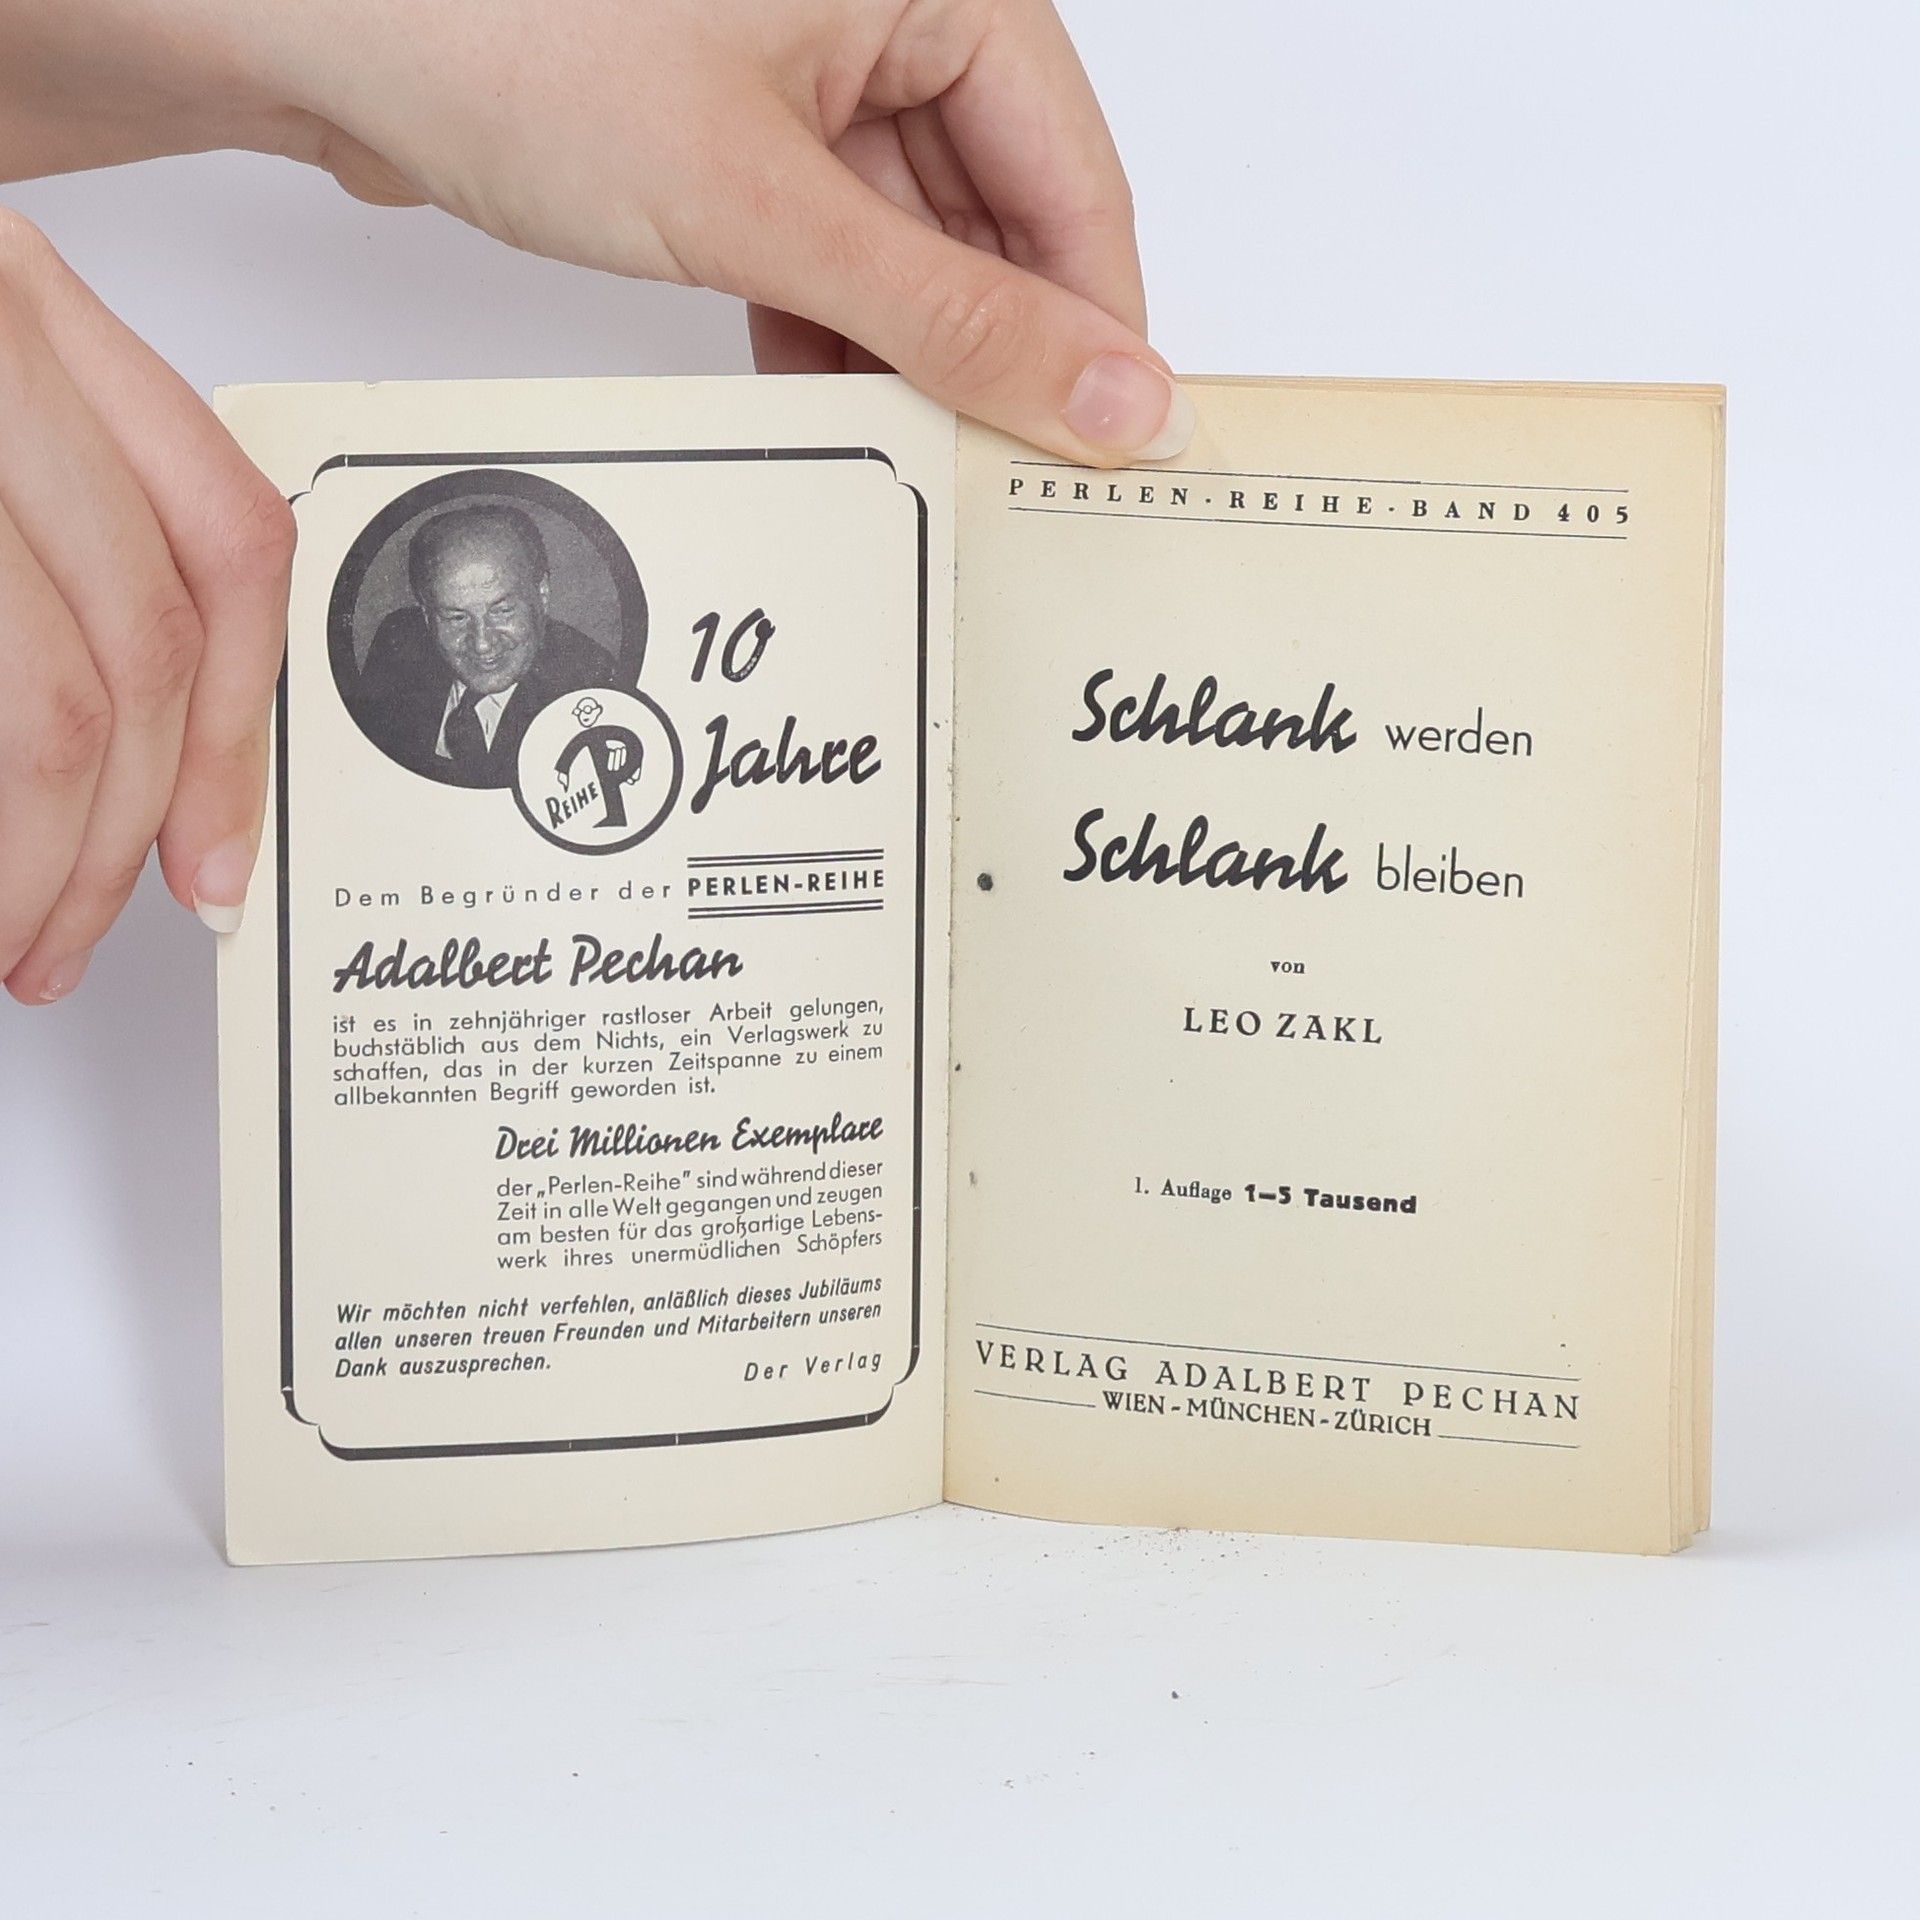 10
Jahre
REIHE P
Dem Begründer der PERLEN-REIHE
Adalbert Pechan
ist es in zehnjähriger rastloser Arbeit gelungen,
buchstäblich aus dem Nichts, ein Verlagswerk zu
schaffen, das in der kurzen Zeitspanne zu einem
allbekannten Begriff geworden ist.
Drei Millionen Exemplare
der „Perlen-Reihe" sind während dieser
Zeit in alle Welt gegangen und zeugen
am besten für das großartige Lebens-
werk ihres unermüdlichen Schöpfers
Wir möchten nicht verfehlen, anläßlich dieses Jubiläums
allen unseren treuen Freunden und Mitarbeitern unseren
Dank auszusprechen.
Der Verlag
PERLEN-REIHE-BAND 405
Schlank werden
Schlank bleiben
von
LEO ZAKL
1. Auflage 1—5 Tausend
VERLAG ADALBERT PECHAN
WIEN-MÜNCHEN-ZÜRICH